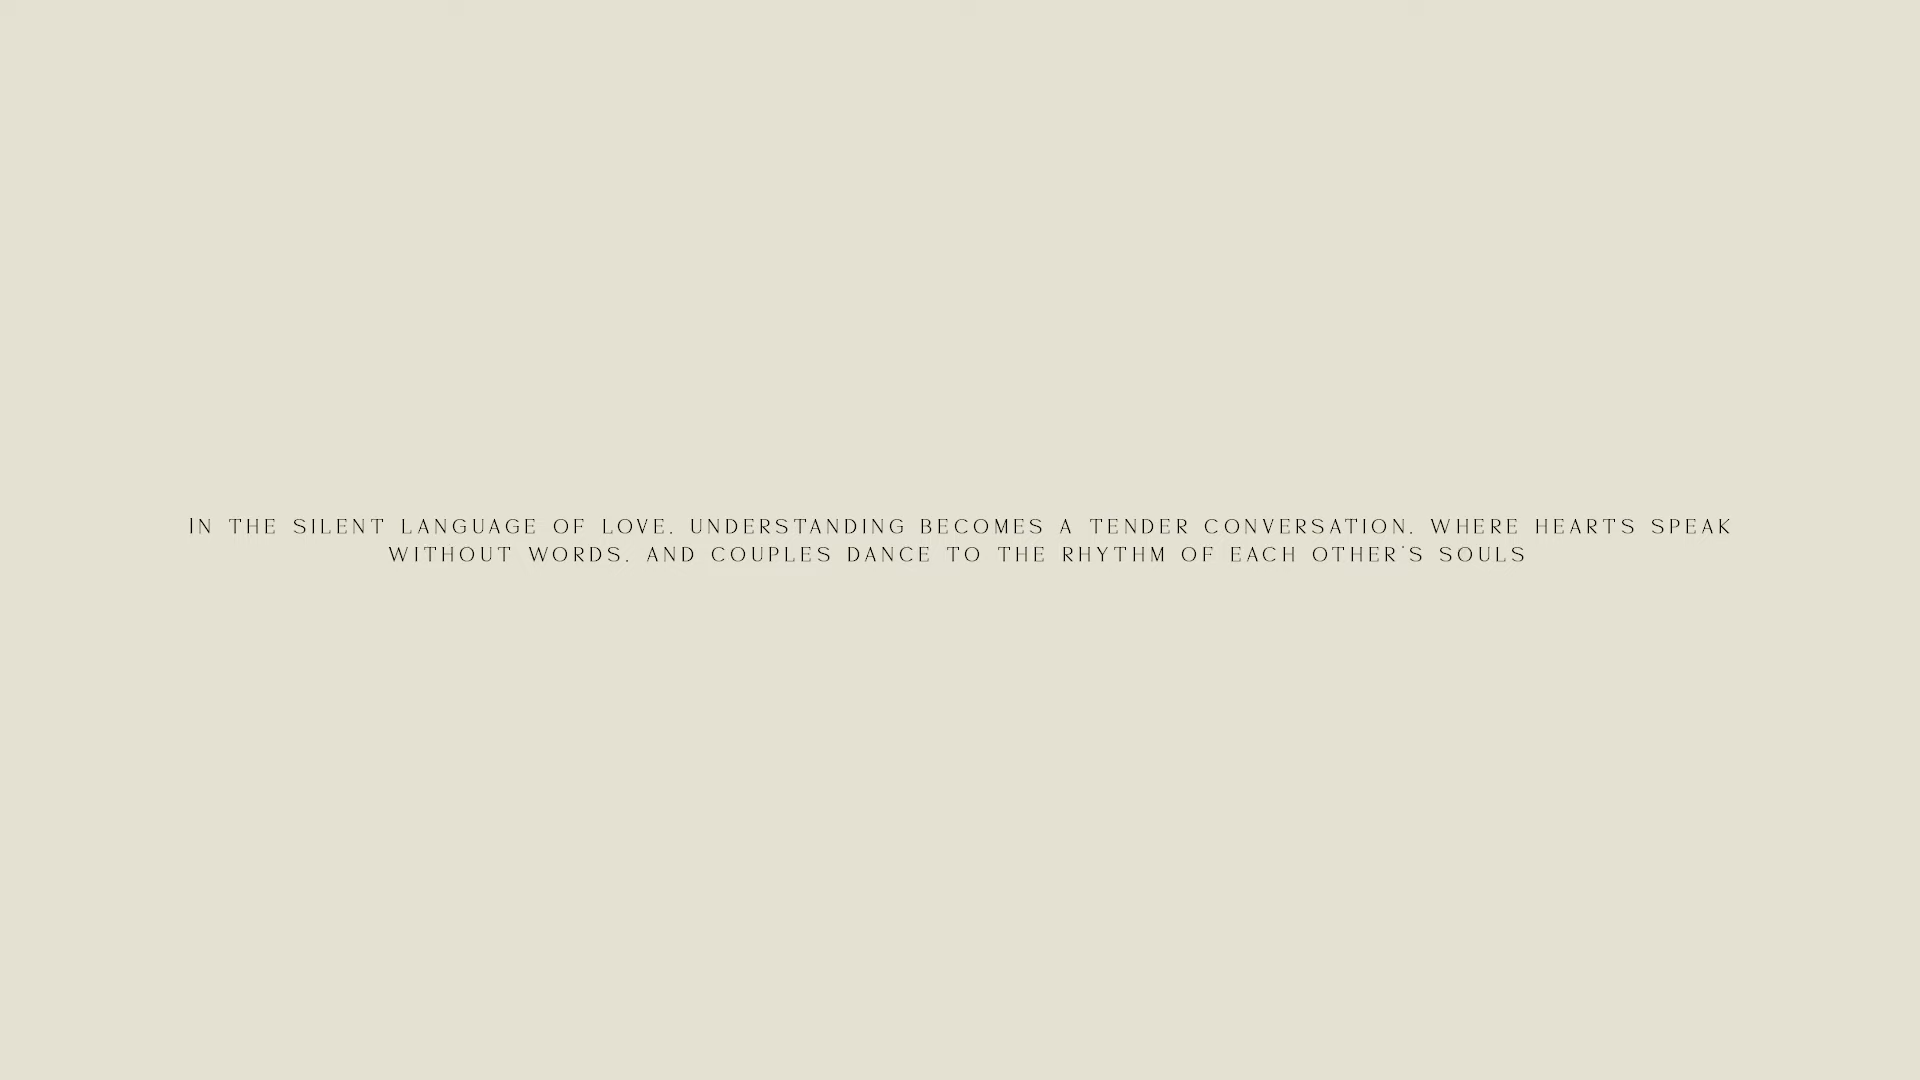 In the silent language of love, understanding becomes a tender conversation, where hearts speak
without words, and couples dance to the rhythm of each other's souls